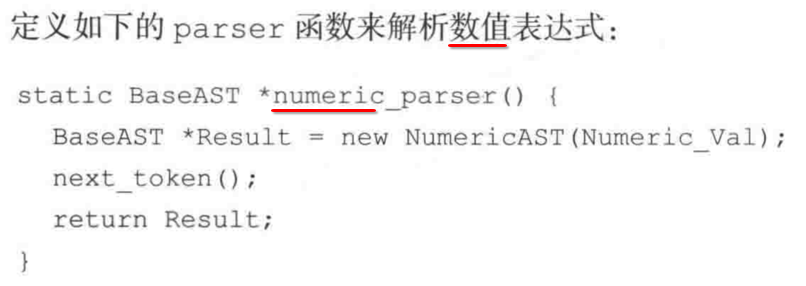 定义如下的 parser 函数来解析数值表达式：
static BaseAST *numeric_parser() {
  BaseAST *Result = new NumericAST(Numeric_Val);
  next_token();
  return Result;
}